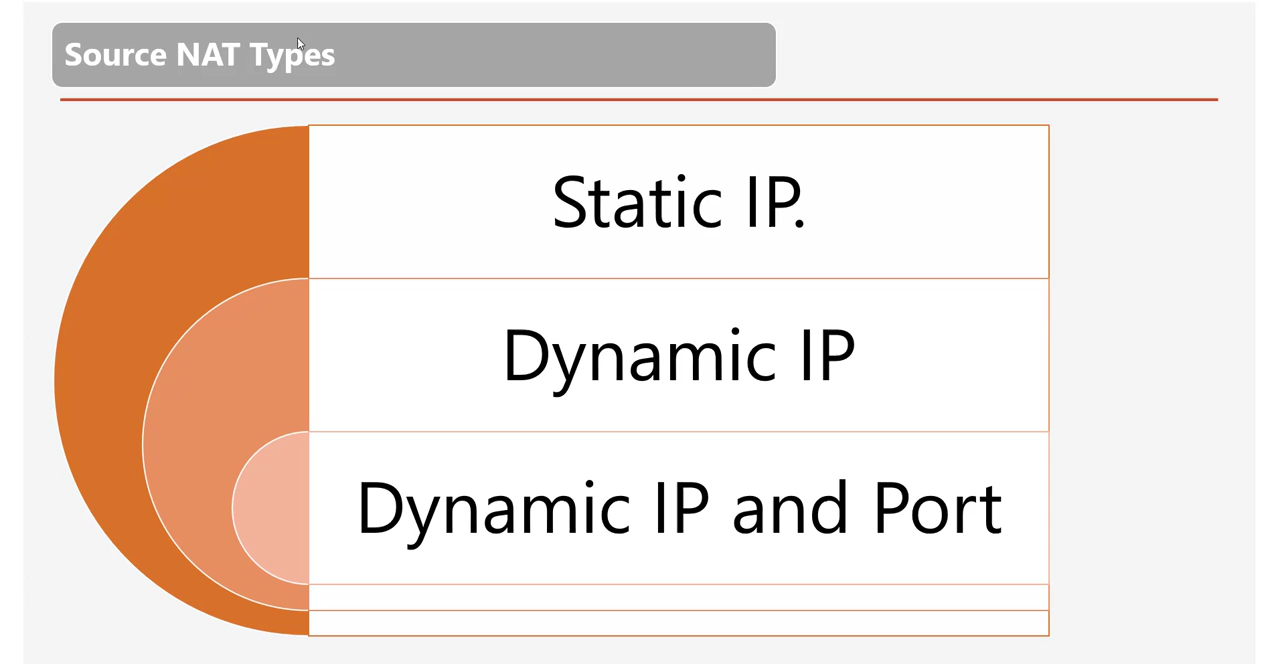 Source NAT Types
Static IP.
Dynamic IP
Dynamic IP and Port